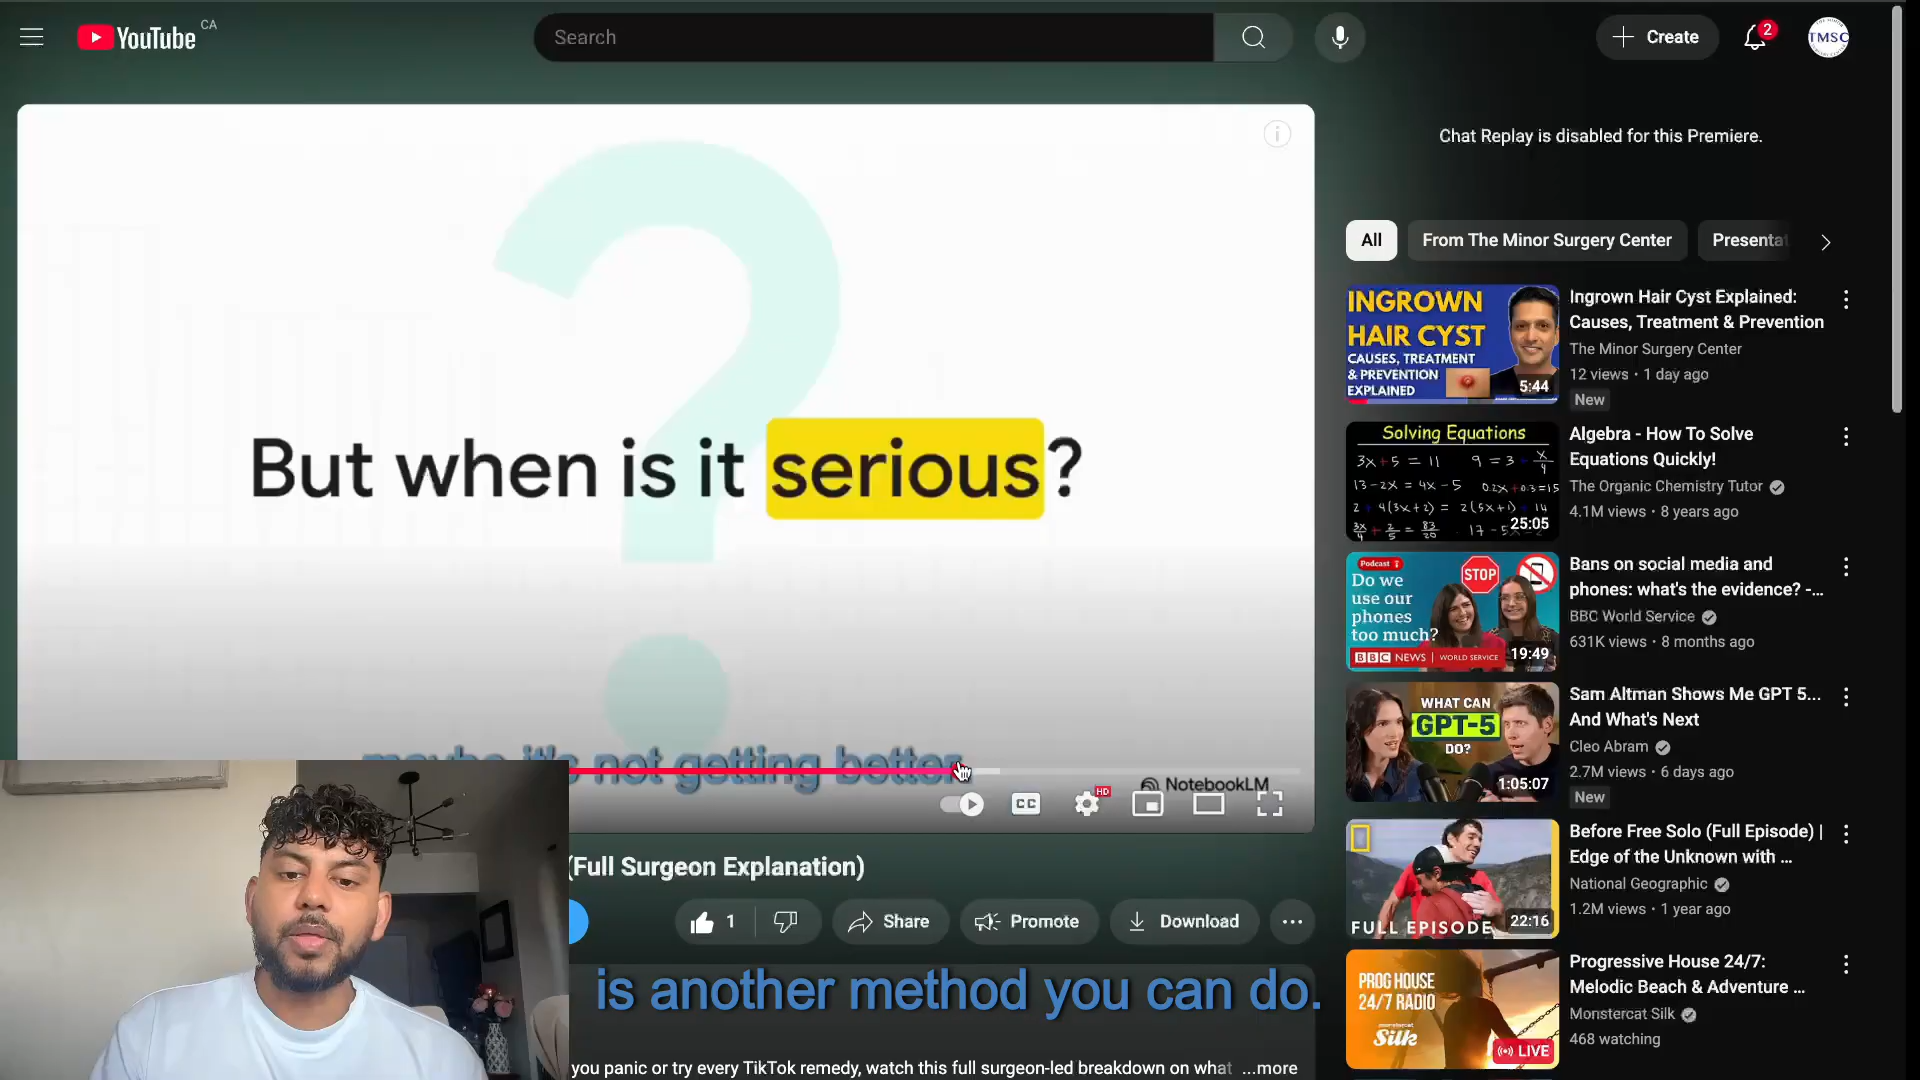 YouTube CA
Search
Create
2
TMSC
But when is it serious?
maybe it's not getting better
NotebookLM
CC
HD
(Full Surgeon Explanation)
1
Share
Promote
Download
is another method you can do.
you panic or try every TikTok remedy, watch this full surgeon-led breakdown on what ...more
Chat Replay is disabled for this Premiere.
All
From The Minor Surgery Center
Presentat
INGROWN
HAIR CYST
CAUSES, TREATMENT
& PREVENTION
EXPLAINED
5:44
Ingrown Hair Cyst Explained:
Causes, Treatment & Prevention
The Minor Surgery Center
12 views • 1 day ago
New
Solving Equations
3x+5 = 11
13-2x = 4x-5
25:05
Algebra - How To Solve
Equations Quickly!
The Organic Chemistry Tutor
4.1M views • 8 years ago
Podcast
Do we
use our
phones
too much?
STOP
BBC NEWS | WORLD SERVICE
19:49
Bans on social media and
phones: what's the evidence? -...
BBC World Service
631K views • 8 months ago
WHAT CAN
GPT-5
DO?
1:05:07
Sam Altman Shows Me GPT 5...
And What's Next
Cleo Abram
2.7M views • 6 days ago
New
FULL EPISODE
22:16
Before Free Solo (Full Episode) |
Edge of the Unknown with ...
National Geographic
1.2M views • 1 year ago
PROG HOUSE
24/7 RADIO
monstercat
Silk
LIVE
Progressive House 24/7:
Melodic Beach & Adventure ...
Monstercat Silk
468 watching